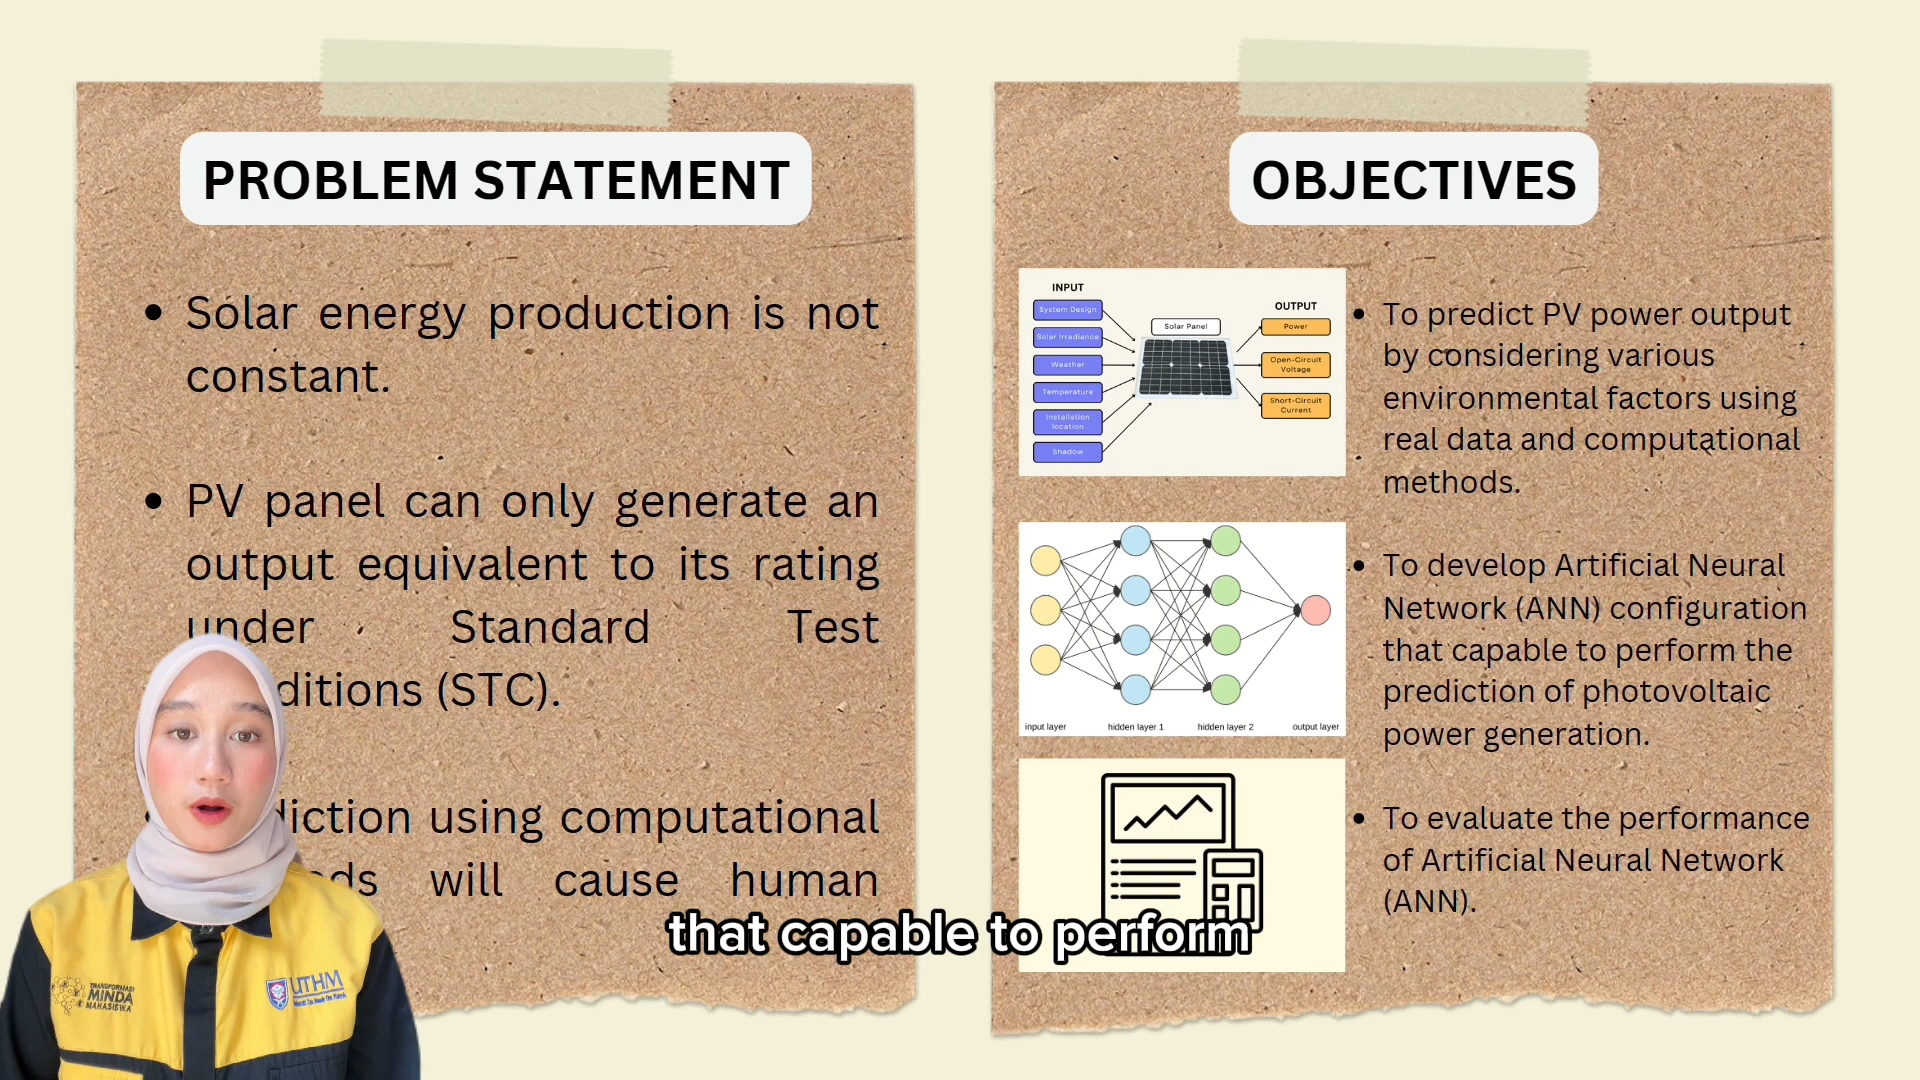 PROBLEM STATEMENT
Solar energy production is not
constant.
PV panel can only generate an
output equivalent to its rating
under Standard Test
ditions (STC).
diction using computational
ds will cause human
OBJECTIVES
INPUT
System Design
Solar Irradiance
Weather
Temperature
Installation
location
Shadow
Solar Panel
OUTPUT
Power
Open-Circuit
Voltage
Short-Circuit
Current
To predict PV power output
by considering various
environmental factors using
real data and computational
methods.
input layer
hidden layer 1
hidden layer 2
output layer
To develop Artificial Neural
Network (ANN) configuration
that capable to perform the
prediction of photovoltaic
power generation.
To evaluate the performance
of Artificial Neural Network
(ANN).
that capable to perform
TRANSFORMASI
MINDA
MAHASISWA
UTHM